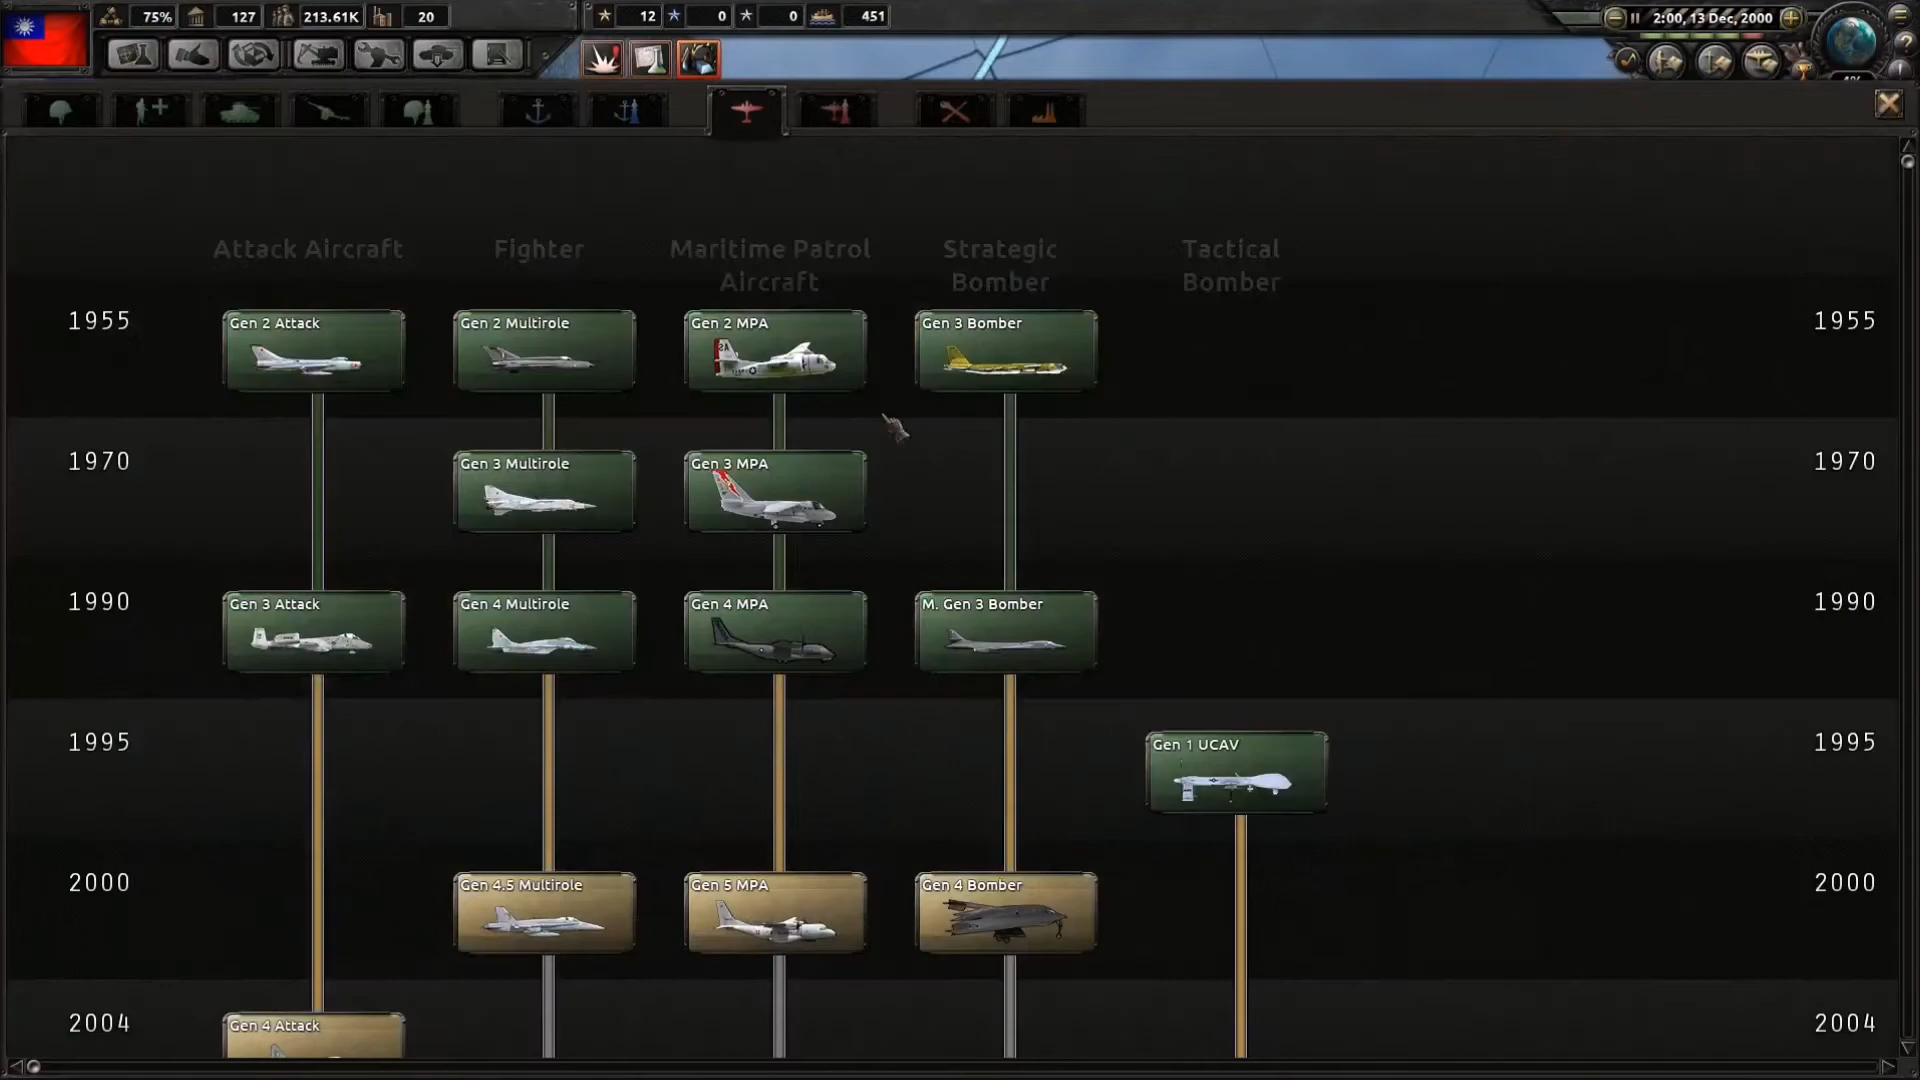 75% 127 213.61K 20 12 0 0 451 2:00, 13 Dec, 2000
Attack Aircraft Fighter Maritime Patrol Aircraft Strategic Bomber Tactical Bomber
1955 Gen 2 Attack Gen 2 Multirole Gen 2 MPA Gen 3 Bomber 1955
1970 Gen 3 Multirole Gen 3 MPA 1970
1990 Gen 3 Attack Gen 4 Multirole Gen 4 MPA M. Gen 3 Bomber 1990
1995 Gen 1 UCAV 1995
2000 Gen 4.5 Multirole Gen 5 MPA Gen 4 Bomber 2000
2004 Gen 4 Attack 2004